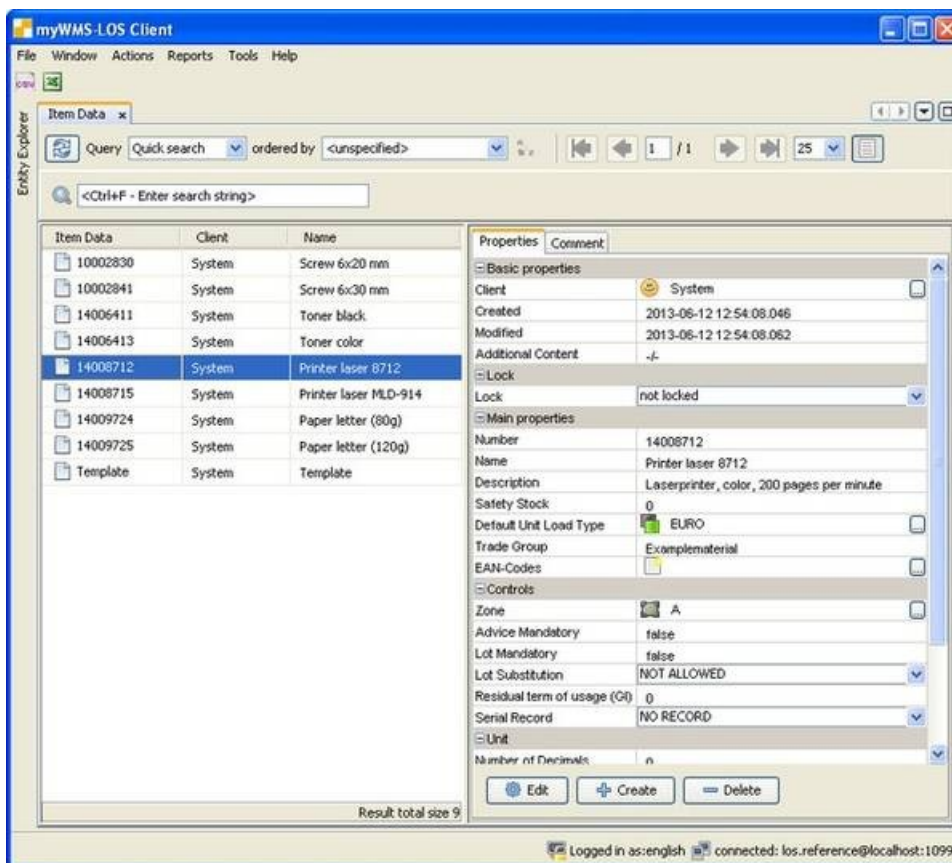 myWMS-LOS Client
File Window Actions Reports Tools Help
CSV
Entity Explorer
Item Data x
Query Quick search ordered by <unspecified> 1 / 1 25
<Ctrl+F - Enter search string>
Item Data Client Name
10002830 System Screw 6x20 mm
10002841 System Screw 6x30 mm
14006411 System Toner black
14006413 System Toner color
14008712 System Printer laser 8712
14008715 System Printer laser MLD-914
14009724 System Paper letter (80g)
14009725 System Paper letter (120g)
Template System Template
Result total size 9
Properties Comment
Basic properties
Client System
Created 2013-06-12 12:54:08.046
Modified 2013-06-12 12:54:08.062
Additional Content -/-
Lock
Lock not locked
Main properties
Number 14008712
Name Printer laser 8712
Description Laserprinter, color, 200 pages per minute
Safety Stock 0
Default Unit Load Type EURO
Trade Group Examplematerial
EAN-Codes
Controls
Zone A
Advice Mandatory false
Lot Mandatory false
Lot Substitution NOT ALLOWED
Residual term of usage (GI) 0
Serial Record NO RECORD
Unit
Number of Decimals 0
Edit Create Delete
Logged in as:english connected: los.reference@localhost:1099